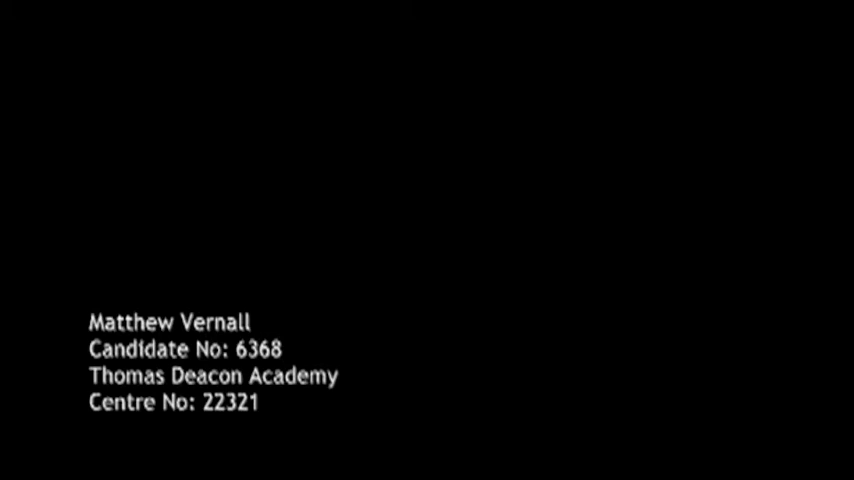 Matthew Vernall
Candidate No: 6368
Thomas Deacon Academy
Centre No: 22321